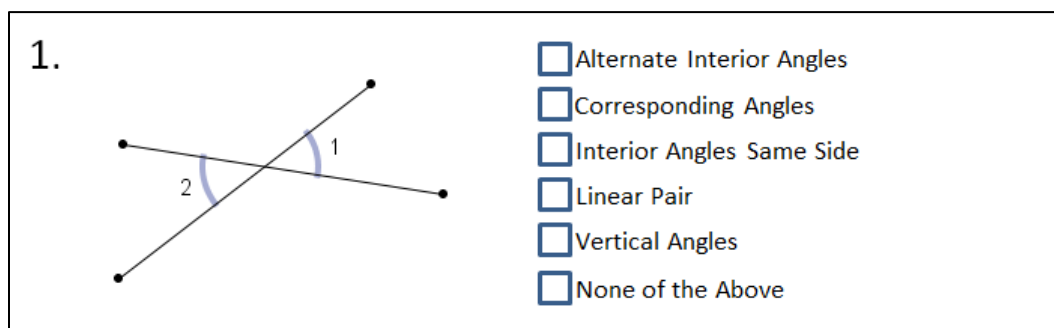 1.
1
2
Alternate Interior Angles
Corresponding Angles
Interior Angles Same Side
Linear Pair
Vertical Angles
None of the Above